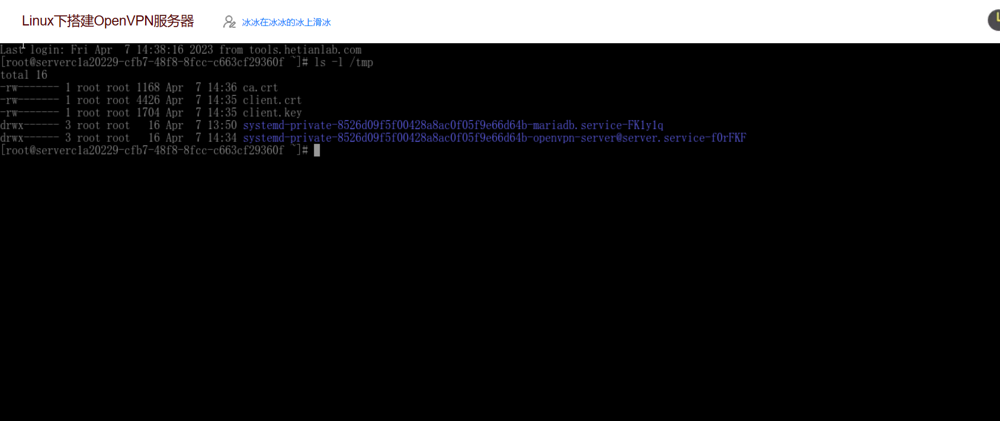 Linux下搭建OpenVPN服务器
冰冰在冰冰的冰上滑冰
Last login: Fri Apr  7 14:38:16 2023 from tools.hetianlab.com
[root@serverc1a20229-cfb7-48f8-8fcc-c663cf29360f ~]# ls -l /tmp
total 16
-rw------- 1 root root 1168 Apr  7 14:36 ca.crt
-rw------- 1 root root 4426 Apr  7 14:35 client.crt
-rw------- 1 root root 1704 Apr  7 14:35 client.key
drwx------ 3 root root   16 Apr  7 13:50 systemd-private-8526d09f5f00428a8ac0f05f9e66d64b-mariadb.service-FK1y1q
drwx------ 3 root root   16 Apr  7 14:34 systemd-private-8526d09f5f00428a8ac0f05f9e66d64b-openvpn-server@server.service-f0rFKF
[root@serverc1a20229-cfb7-48f8-8fcc-c663cf29360f ~]#